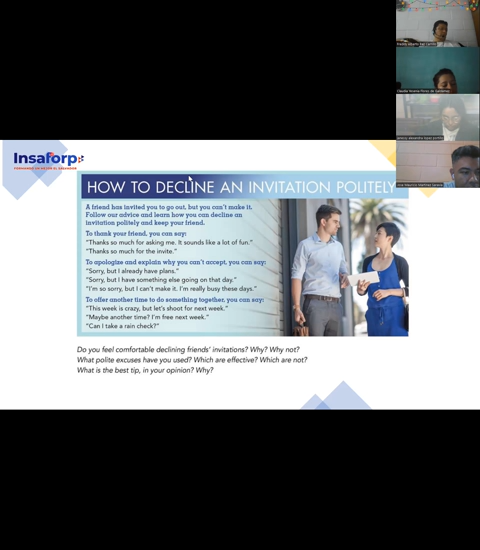 Insaforp
HOW TO DECLINE AN INVITATION POLITELY
A friend has invited you to go out, but you can't make it.
Follow our advice and learn how you can decline an
invitation politely and keep your friend.
To thank your friend, you can say:
"Thanks so much for asking me. It sounds like a lot of fun."
"Thanks so much for the invite."
To apologize and explain why you can't accept, you can say:
"Sorry, but I already have plans."
"Sorry, but I have something else going on that day."
"I'm so sorry, but I can't make it. I'm really busy these days."
To offer another time to do something together, you can say:
"This week is crazy, but let's shoot for next week."
"Maybe another time? I'm free next week."
"Can I take a rain check?"
Do you feel comfortable declining friends' invitations? Why? Why not?
What polite excuses have you used? Which are effective? Which are not?
What is the best tip, in your opinion? Why?